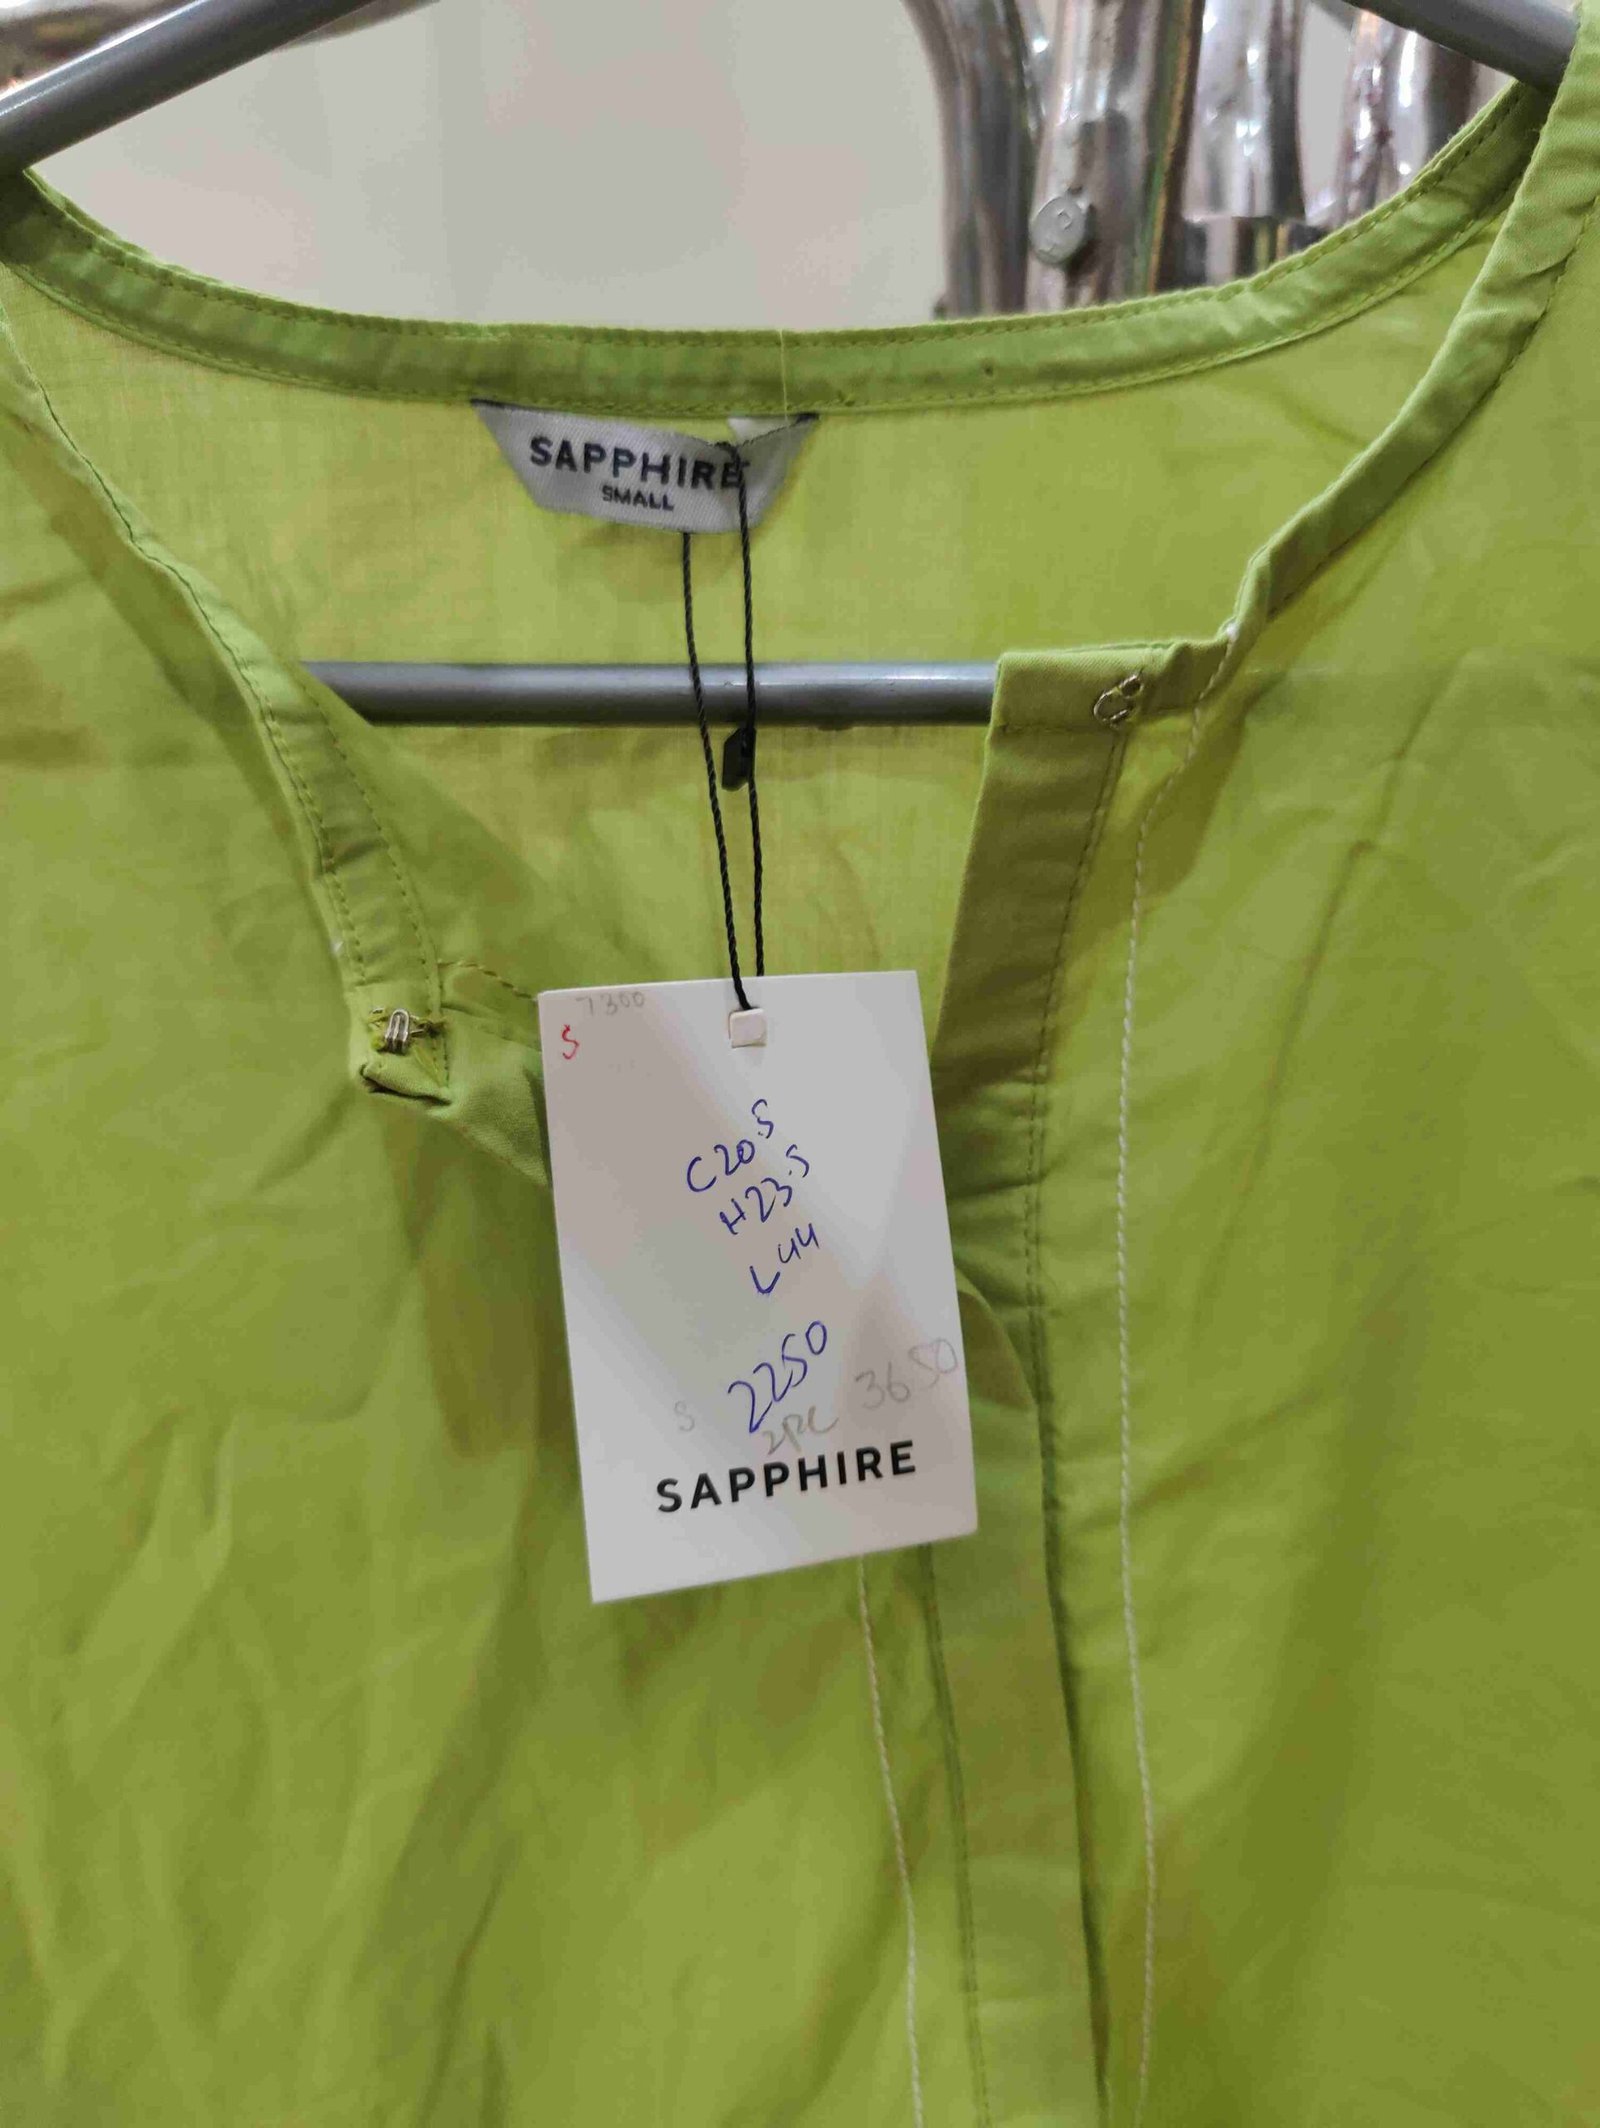 SAPPHIRE
SMALL
7300
S
C20.5
H23.5
L44
2250
3650
S
2PC
SAPPHIRE